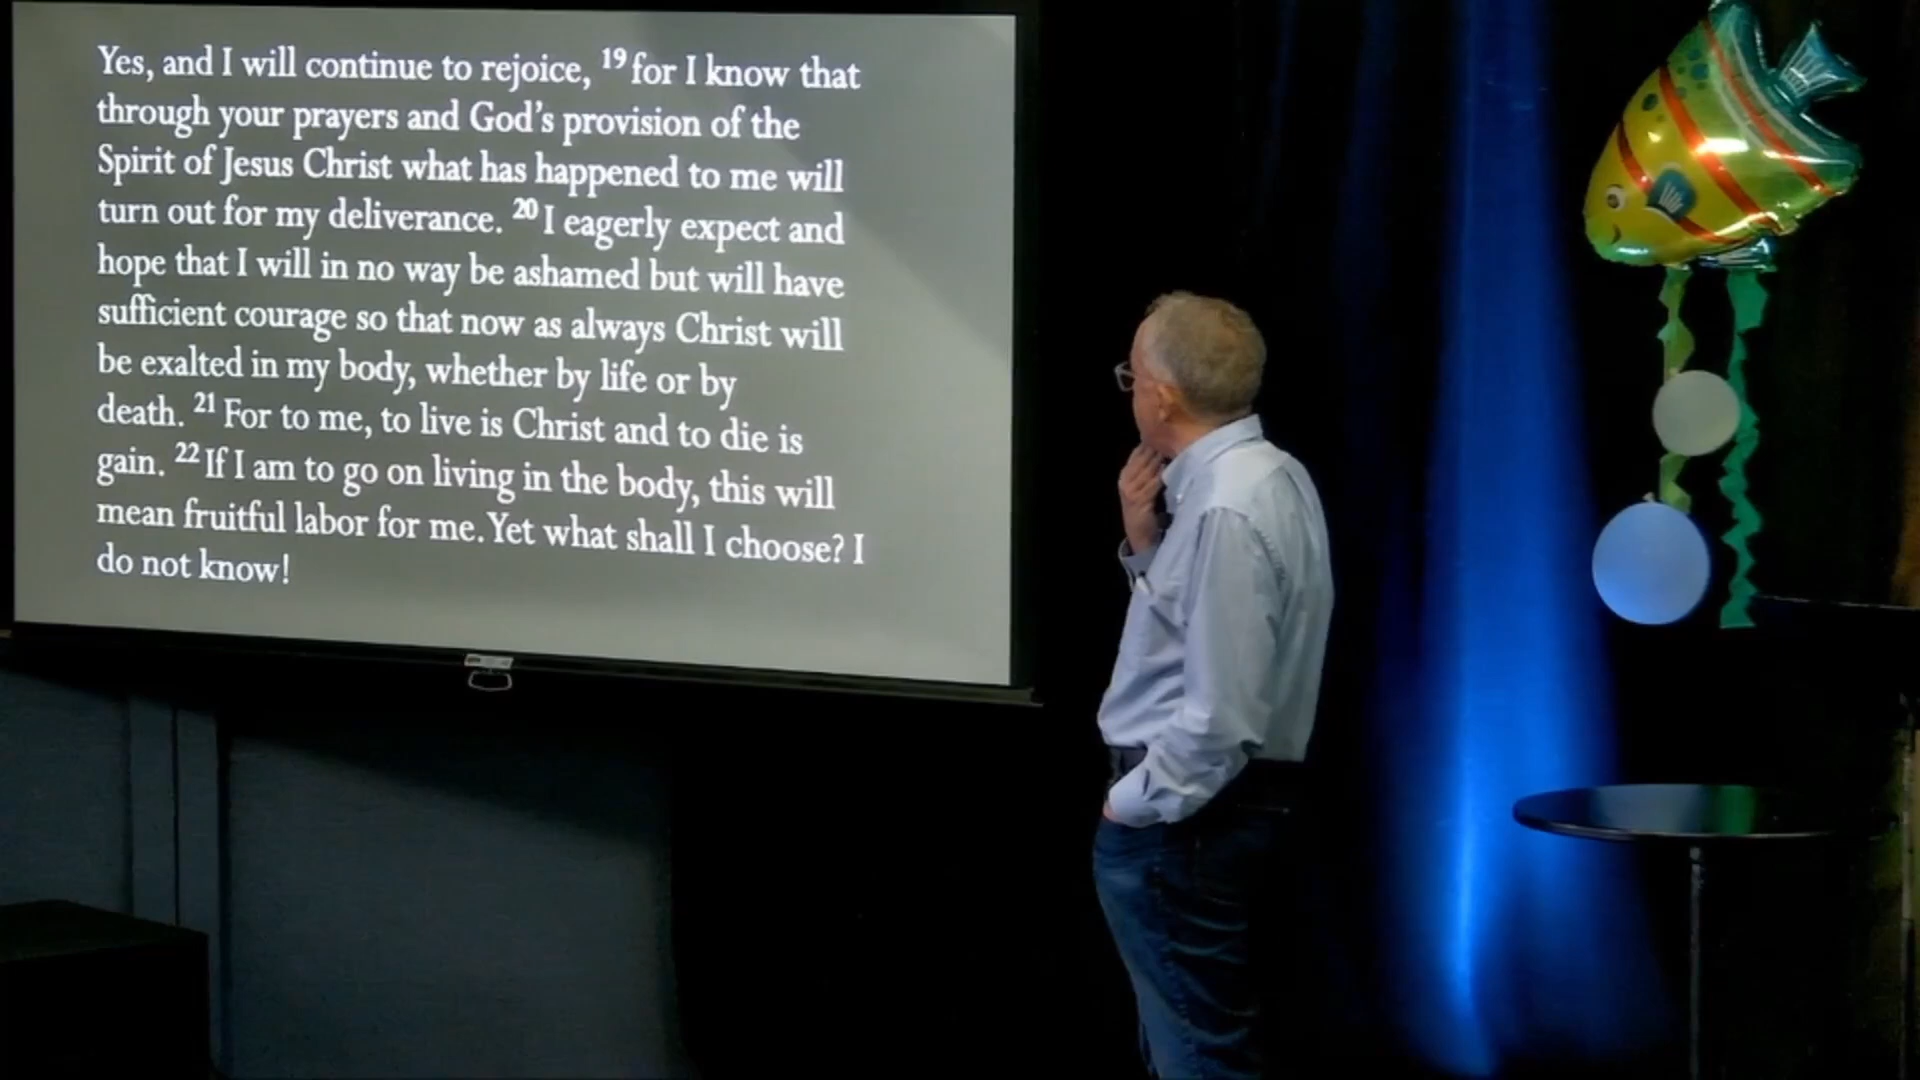 Yes, and I will continue to rejoice, 19 for I know that
through your prayers and God’s provision of the
Spirit of Jesus Christ what has happened to me will
turn out for my deliverance. 20 I eagerly expect and
hope that I will in no way be ashamed but will have
sufficient courage so that now as always Christ will
be exalted in my body, whether by life or by
death. 21 For to me, to live is Christ and to die is
gain. 22 If I am to go on living in the body, this will
mean fruitful labor for me. Yet what shall I choose? I
do not know!